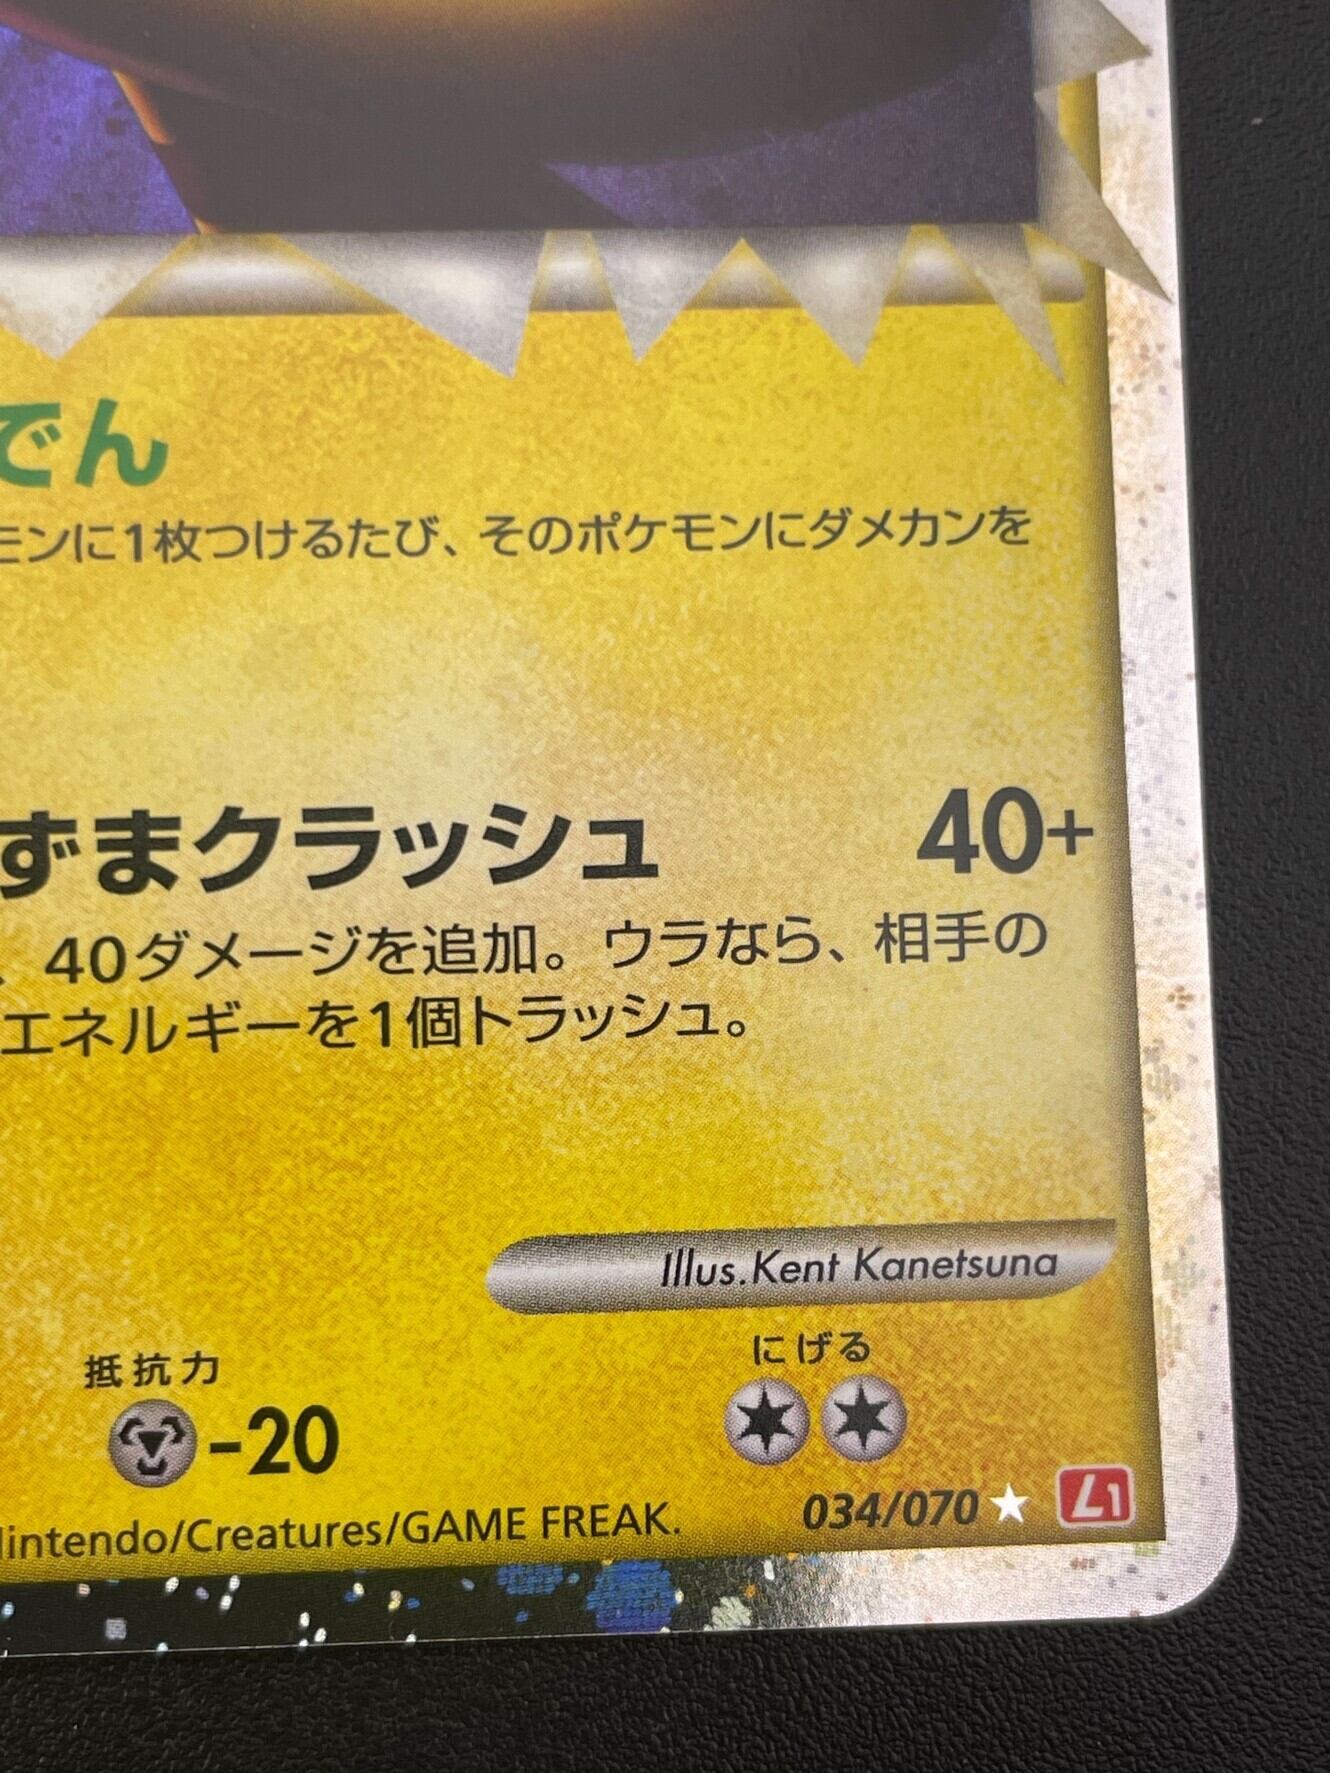 でん
モンに1枚つけるたび、そのポケモンにダメカンを
ずまクラッシュ 40+
、40ダメージを追加。ウラなら、相手の
エネルギーを1個トラッシュ。
Illus.Kent Kanetsuna
抵抗力 にげる
-20
Nintendo/Creatures/GAME FREAK. 034/070 ★ L1